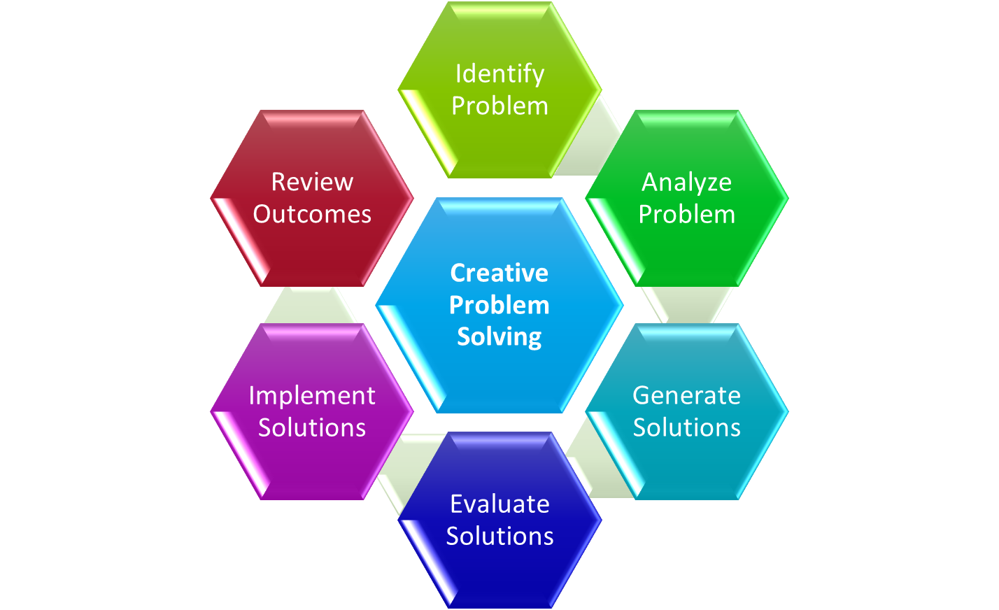 Identify
Problem
Analyze
Problem
Generate
Solutions
Evaluate
Solutions
Implement
Solutions
Review
Outcomes
Creative
Problem
Solving